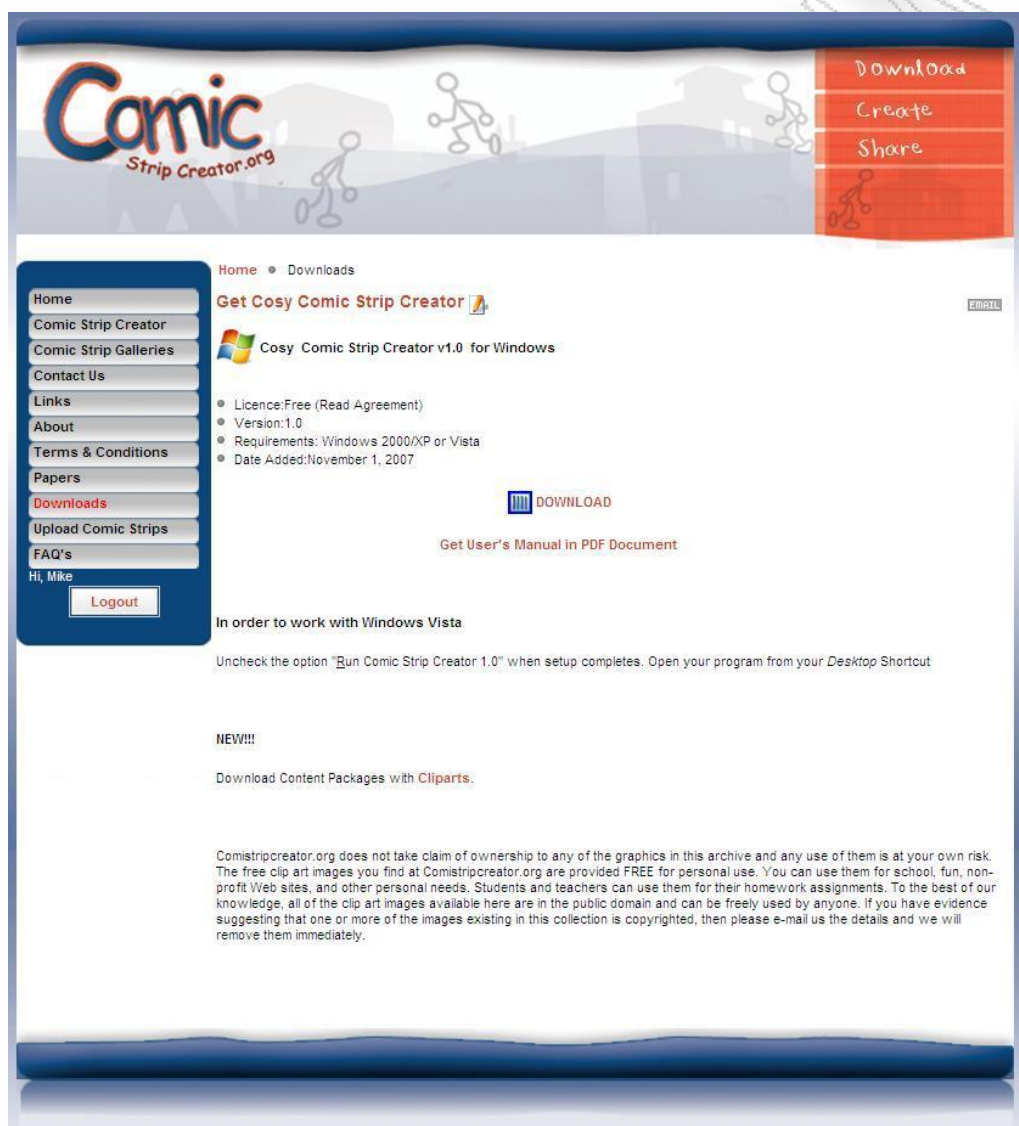 Comic
Strip Creator.org
Download
Create
Share
Home
Comic Strip Creator
Comic Strip Galleries
Contact Us
Links
About
Terms & Conditions
Papers
Downloads
Upload Comic Strips
FAQ's
Hi, Mike
Logout
Home • Downloads
Get Cosy Comic Strip Creator
EMAIL
Cosy Comic Strip Creator v1.0 for Windows
Licence:Free (Read Agreement)
Version:1.0
Requirements: Windows 2000/XP or Vista
Date Added:November 1, 2007
DOWNLOAD
Get User's Manual in PDF Document
In order to work with Windows Vista
Uncheck the option "Run Comic Strip Creator 1.0" when setup completes. Open your program from your Desktop Shortcut
NEW!!!
Download Content Packages with Cliparts.
Comistripcreator.org does not take claim of ownership to any of the graphics in this archive and any use of them is at your own risk.
The free clip art images you find at Comistripcreator.org are provided FREE for personal use. You can use them for school, fun, non-
profit Web sites, and other personal needs. Students and teachers can use them for their homework assignments. To the best of our
knowledge, all of the clip art images available here are in the public domain and can be freely used by anyone. If you have evidence
suggesting that one or more of the images existing in this collection is copyrighted, then please e-mail us the details and we will
remove them immediately.